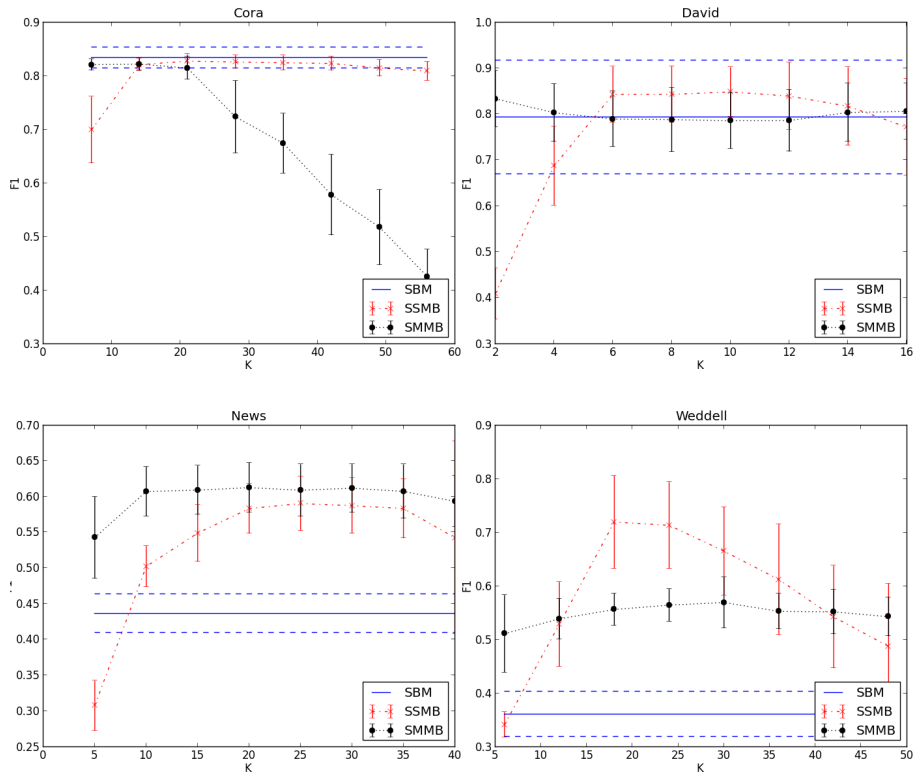 Cora
0.9
0.8
0.7
0.6
0.5
0.4
0.3
F1
0 10 20 30 40 50 60
K
SBM
SSMB
SMMB
David
1.0
0.9
0.8
0.7
0.6
0.5
0.4
0.3
F1
2 4 6 8 10 12 14 16
K
SBM
SSMB
SMMB
News
0.70
0.65
0.60
0.55
0.50
0.45
0.40
0.35
0.30
0.25
0 5 10 15 20 25 30 35 40
K
SBM
SSMB
SMMB
Weddell
0.9
0.8
0.7
0.6
0.5
0.4
0.3
F1
5 10 15 20 25 30 35 40 45 50
K
SBM
SSMB
SMMB